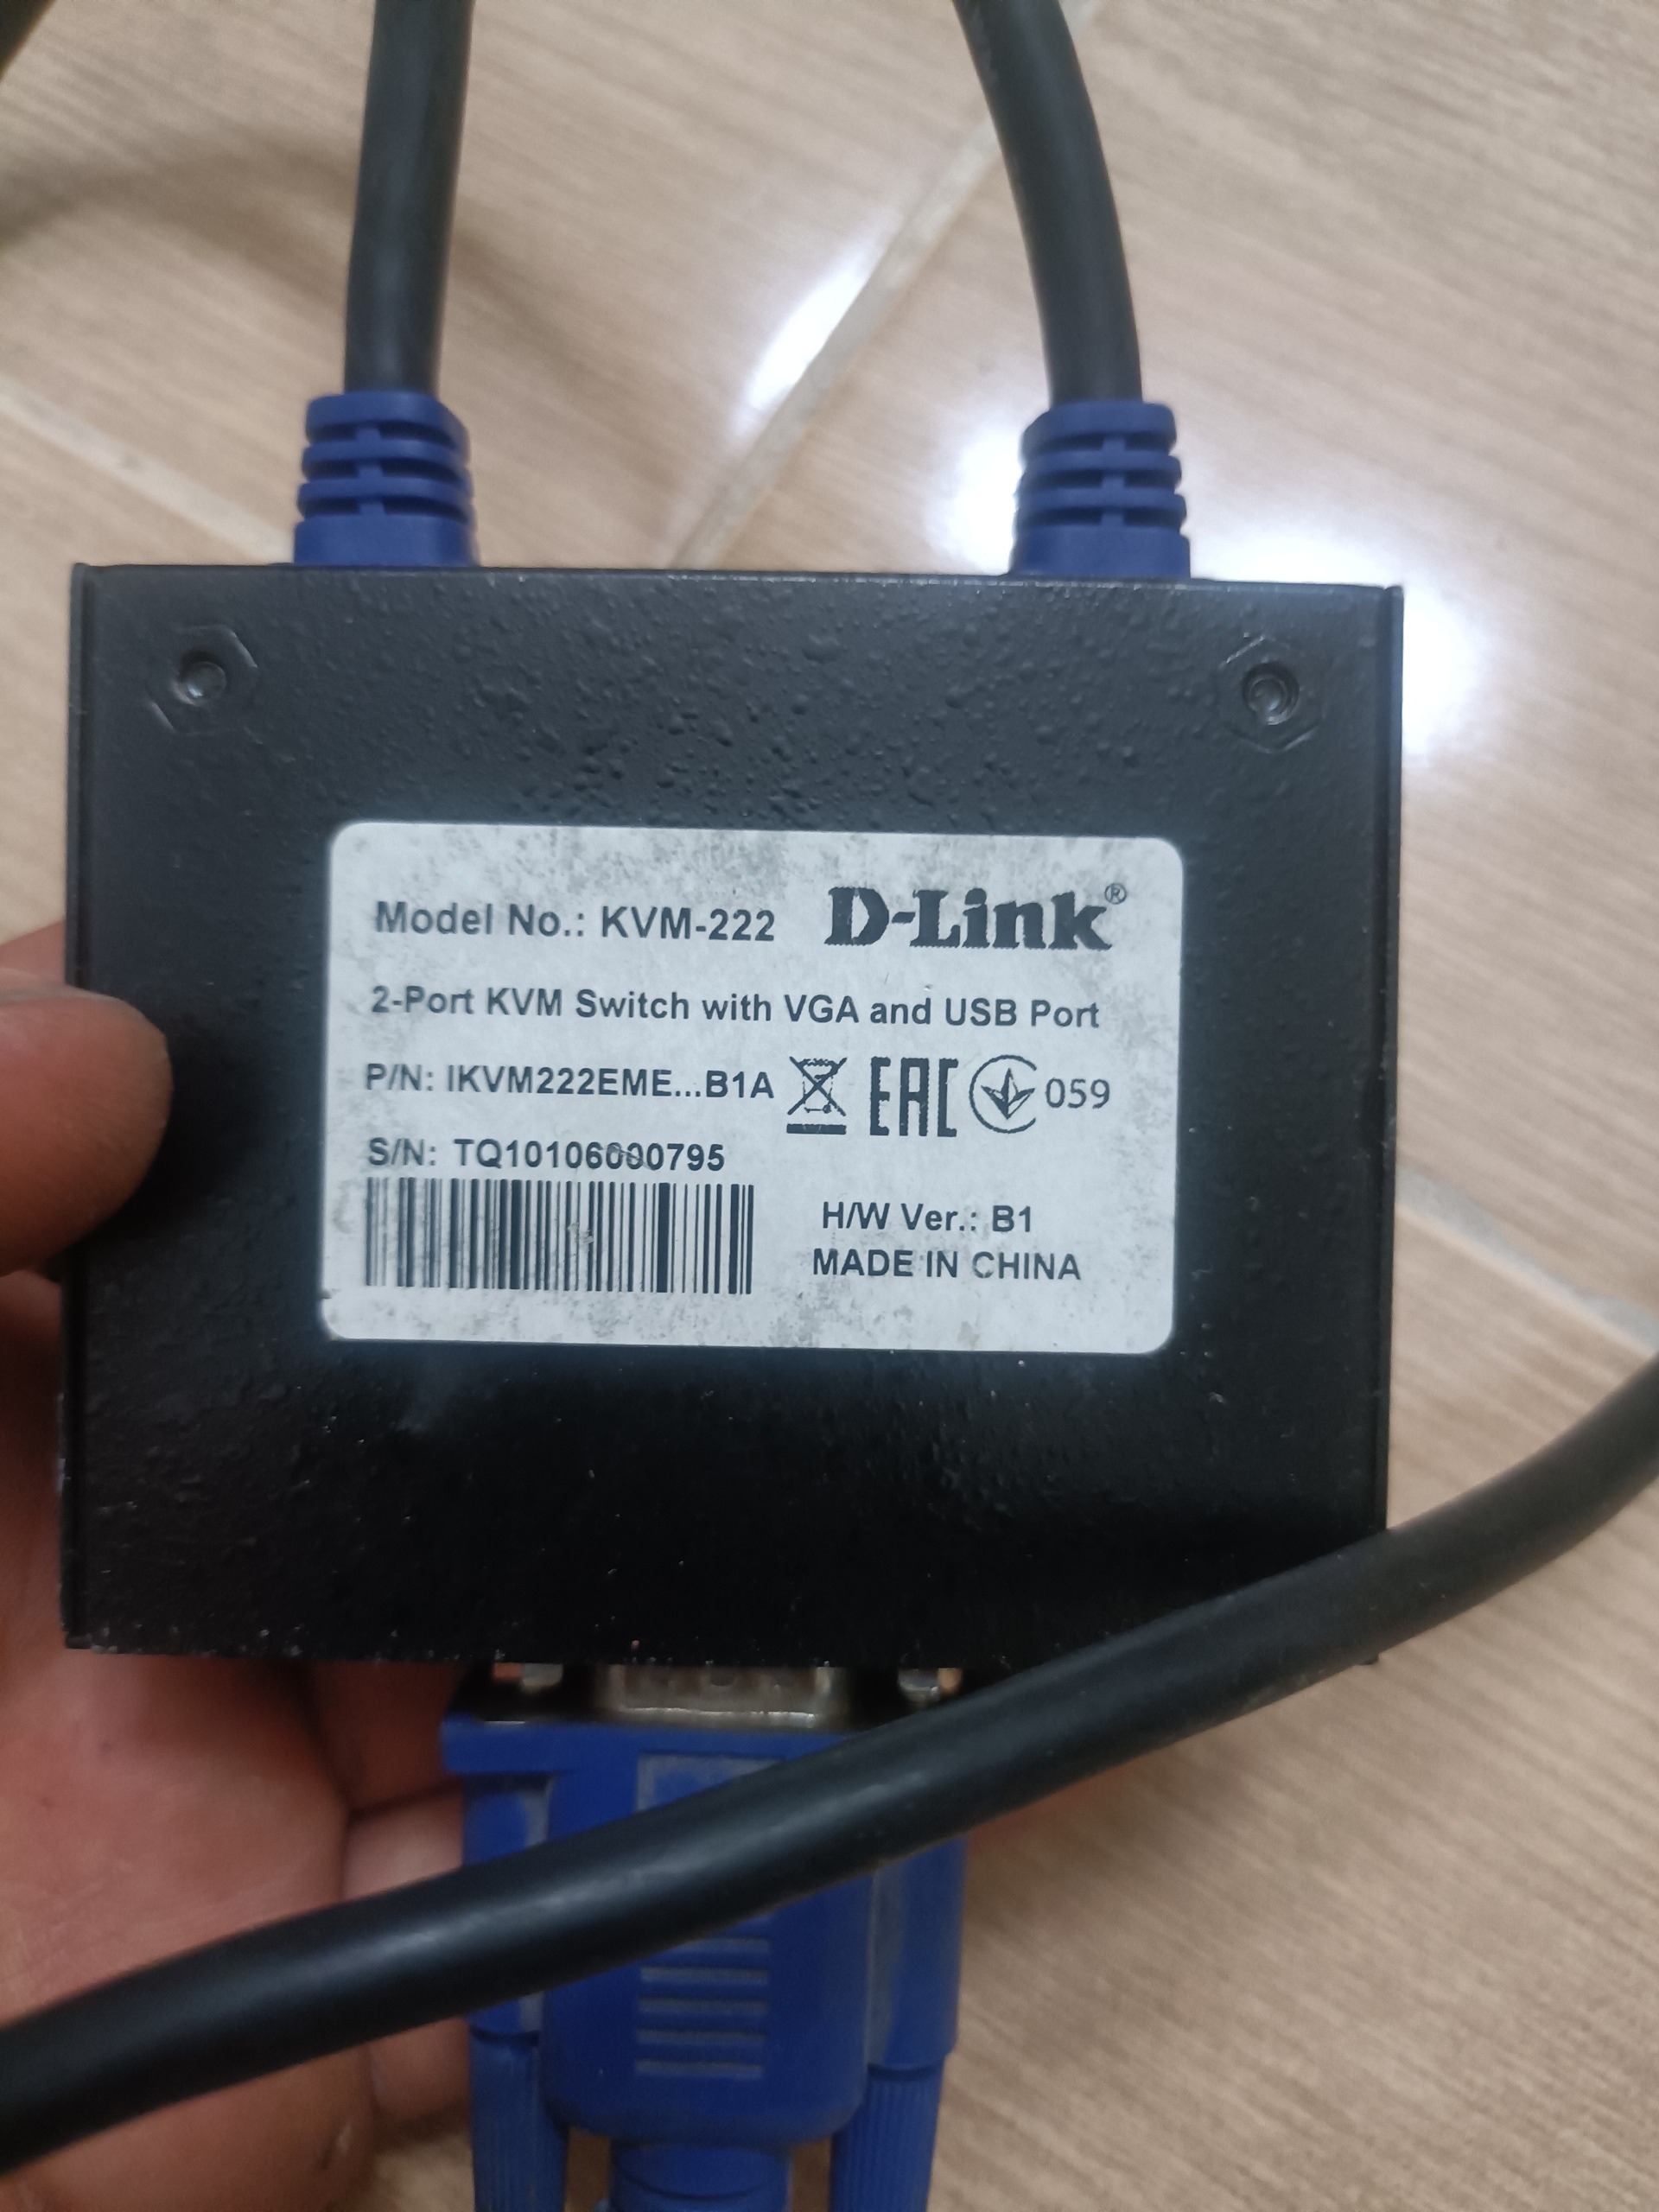 Model No.: KVM-222 D-Link®
2-Port KVM Switch with VGA and USB Port
P/N: IKVM222EME...B1A EAC 059
S/N: TQ10106000795
H/W Ver.: B1
MADE IN CHINA